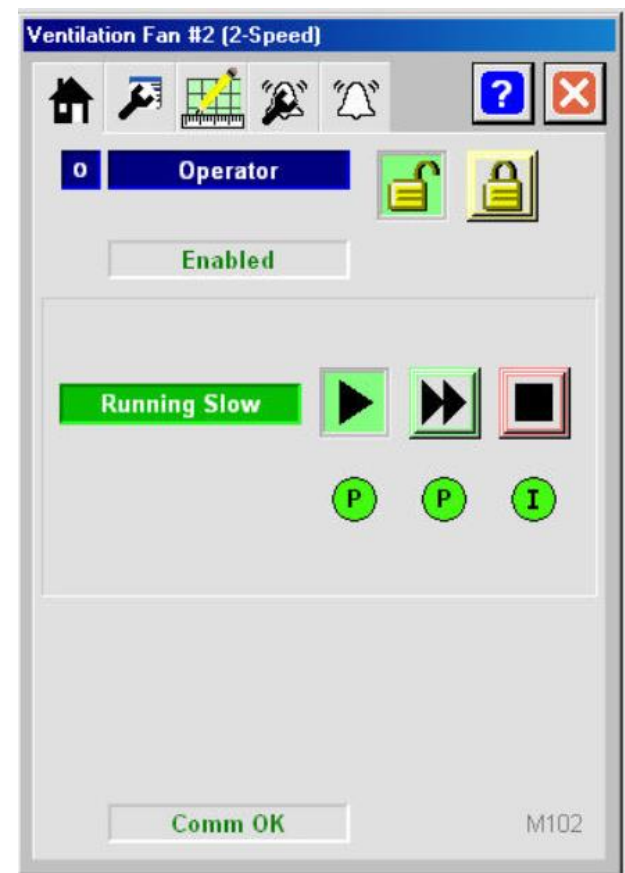 Ventilation Fan #2 (2-Speed)
?
O Operator
Enabled
Running Slow
P P I
Comm OK M102